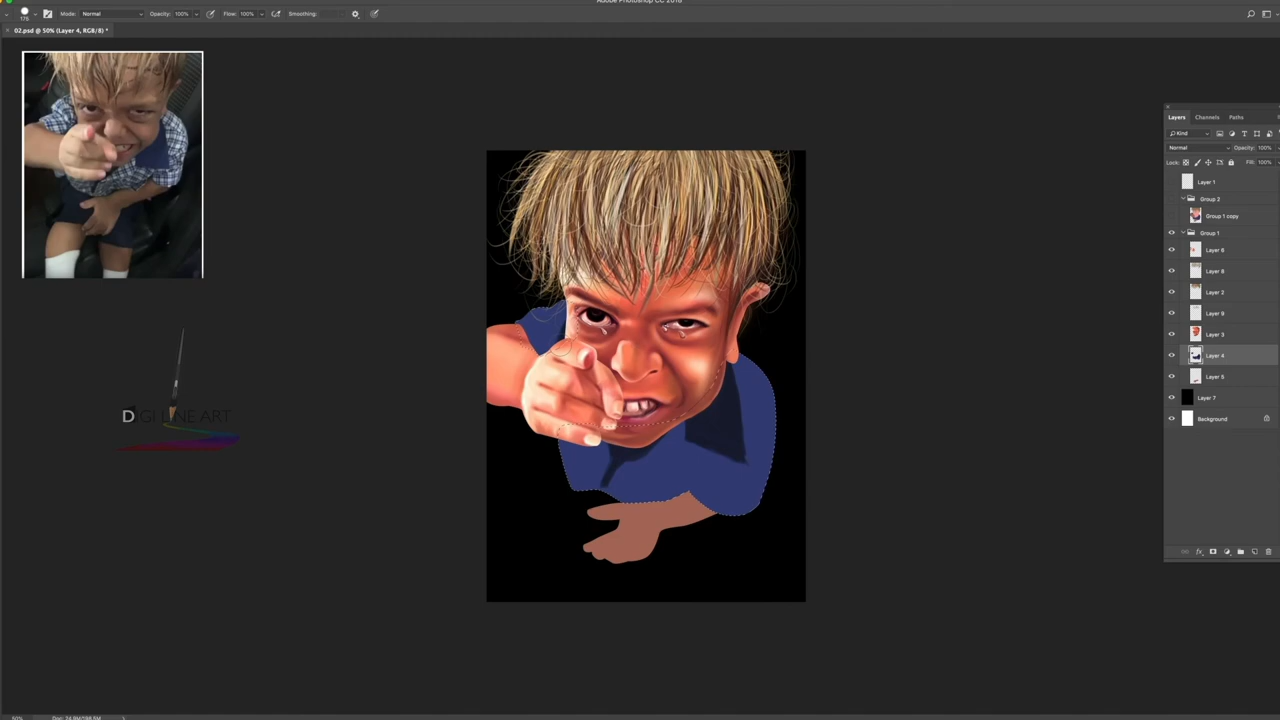 Adobe Photoshop CC 2018
175 Mode: Normal Opacity: 100% Flow: 100% Smoothing:
02.psd @ 50% (Layer 4, RGB/8) *
Layers Channels Paths
Kind
Normal Opacity: 100%
Lock: Fill: 100%
Layer 1
Group 2
Group 1 copy
Group 1
Layer 6
Layer 8
Layer 2
Layer 9
Layer 3
Layer 4
Layer 5
Layer 7
Background
DIGI LINE ART
50%